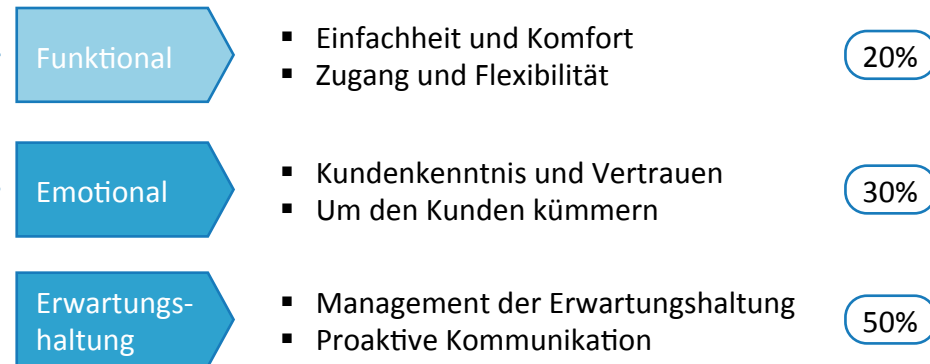 Funktional
▪ Einfachheit und Komfort
▪ Zugang und Flexibilität
20%
Emotional
▪ Kundenkenntnis und Vertrauen
▪ Um den Kunden kümmern
30%
Erwartungs-
haltung
▪ Management der Erwartungshaltung
▪ Proaktive Kommunikation
50%